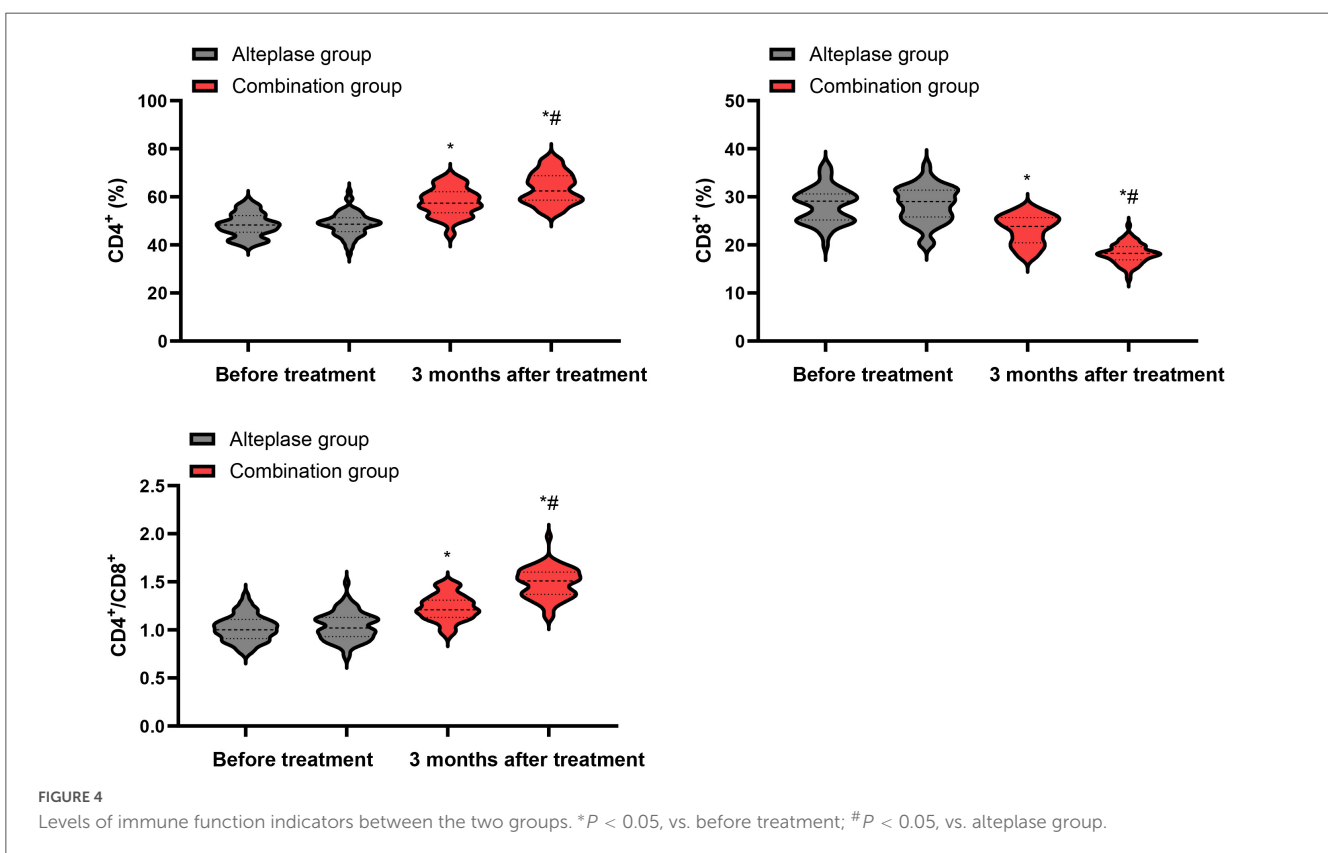 Alteplase group
Combination group
100
80
60
40
20
0
CD4⁺ (%)
*
*#
Before treatment
3 months after treatment
Alteplase group
Combination group
50
40
30
20
10
0
CD8⁺ (%)
*
*#
Before treatment
3 months after treatment
Alteplase group
Combination group
2.5
2.0
1.5
1.0
0.5
0.0
CD4⁺/CD8⁺
*
*#
Before treatment
3 months after treatment
FIGURE 4
Levels of immune function indicators between the two groups. *P < 0.05, vs. before treatment; #P < 0.05, vs. alteplase group.